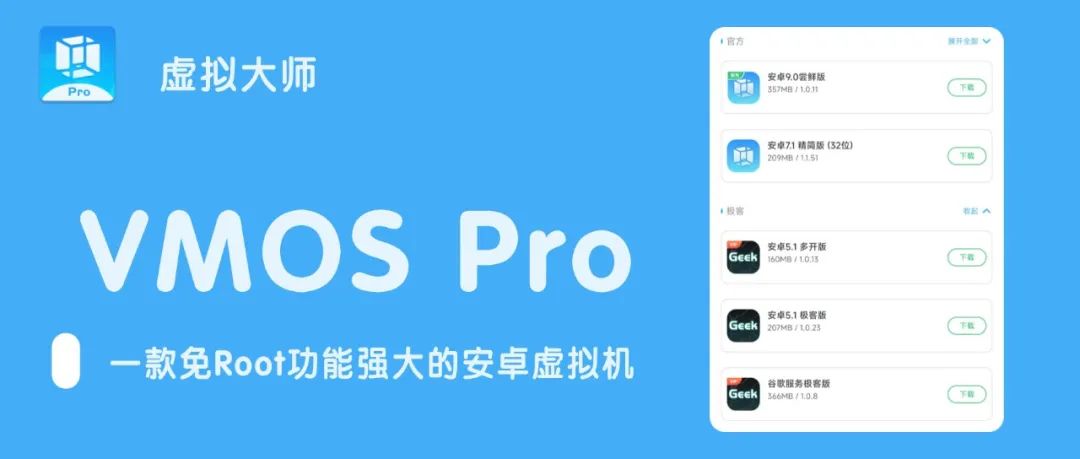 Pro
虚拟大师
VMOS Pro
一款免Root功能强大的安卓虚拟机
官方
展开全部
安卓9.0尝鲜版
357MB / 1.0.11
下载
安卓7.1 精简版 (32位)
209MB / 1.1.51
下载
极客
收起
Geek
安卓5.1 多开版
160MB / 1.0.13
下载
Geek
安卓5.1 极客版
207MB / 1.0.23
下载
Geek
谷歌服务极客版
366MB / 1.0.8
下载